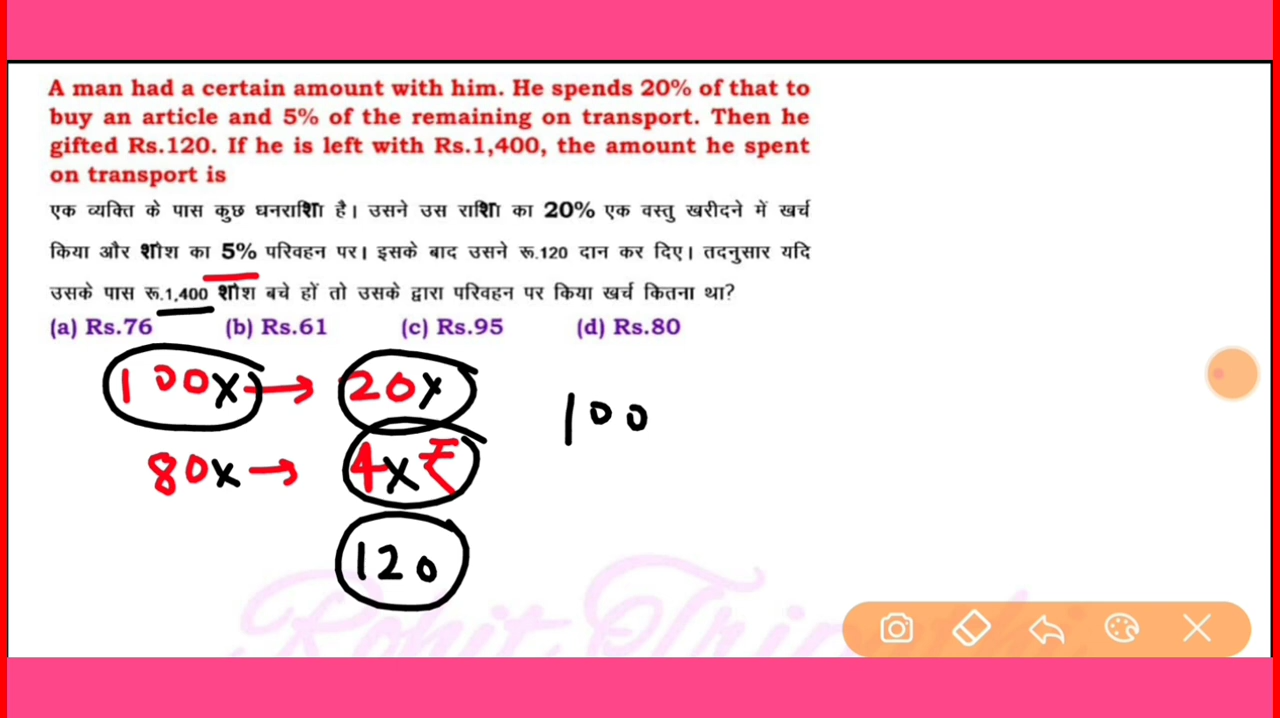 A man had a certain amount with him. He spends 20% of that to
buy an article and 5% of the remaining on transport. Then he
gifted Rs.120. If he is left with Rs.1,400, the amount he spent
on transport is
एक व्यक्ति के पास कुछ धनराशि है। उसने उस राशि का 20% एक वस्तु खरीदने में खर्च
किया और शेष का 5% परिवहन पर। इसके बाद उसने रू.120 दान कर दिए। तदनुसार यदि
उसके पास रू.1,400 शेष बचे हों तो उसके द्वारा परिवहन पर किया खर्च कितना था?
(a) Rs.76 (b) Rs.61 (c) Rs.95 (d) Rs.80
100x → 20x
100
80x → 4x ₹
120